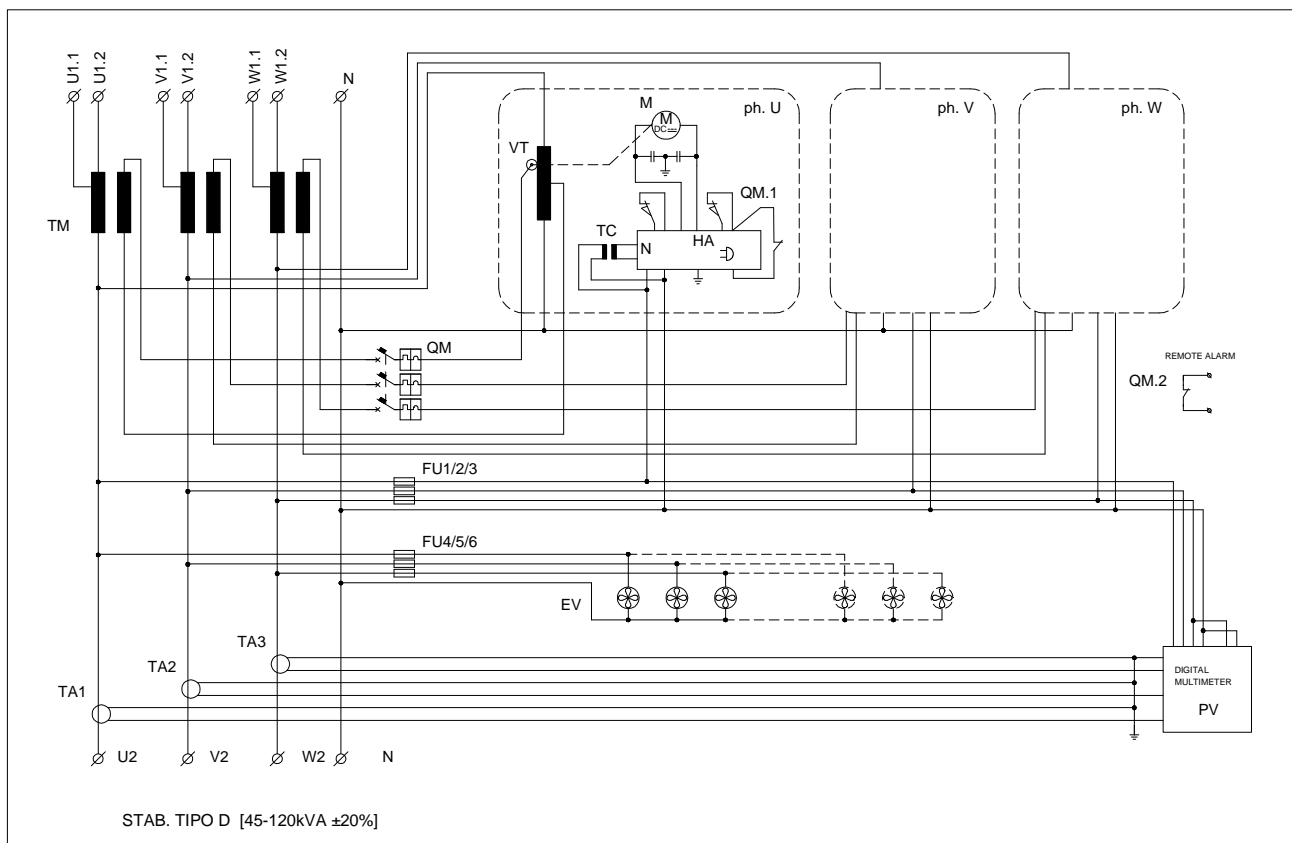 U1.1
U1.2
V1.1
V1.2
W1.1
W1.2
N
M
M
DC
ph. U
ph. V
ph. W
VT
QM.1
TM
TC
N
HA
QM
REMOTE ALARM
QM.2
FU1/2/3
FU4/5/6
EV
TA3
TA2
TA1
DIGITAL
MULTIMETER
PV
U2
V2
W2
N
STAB. TIPO D [45-120kVA ±20%]